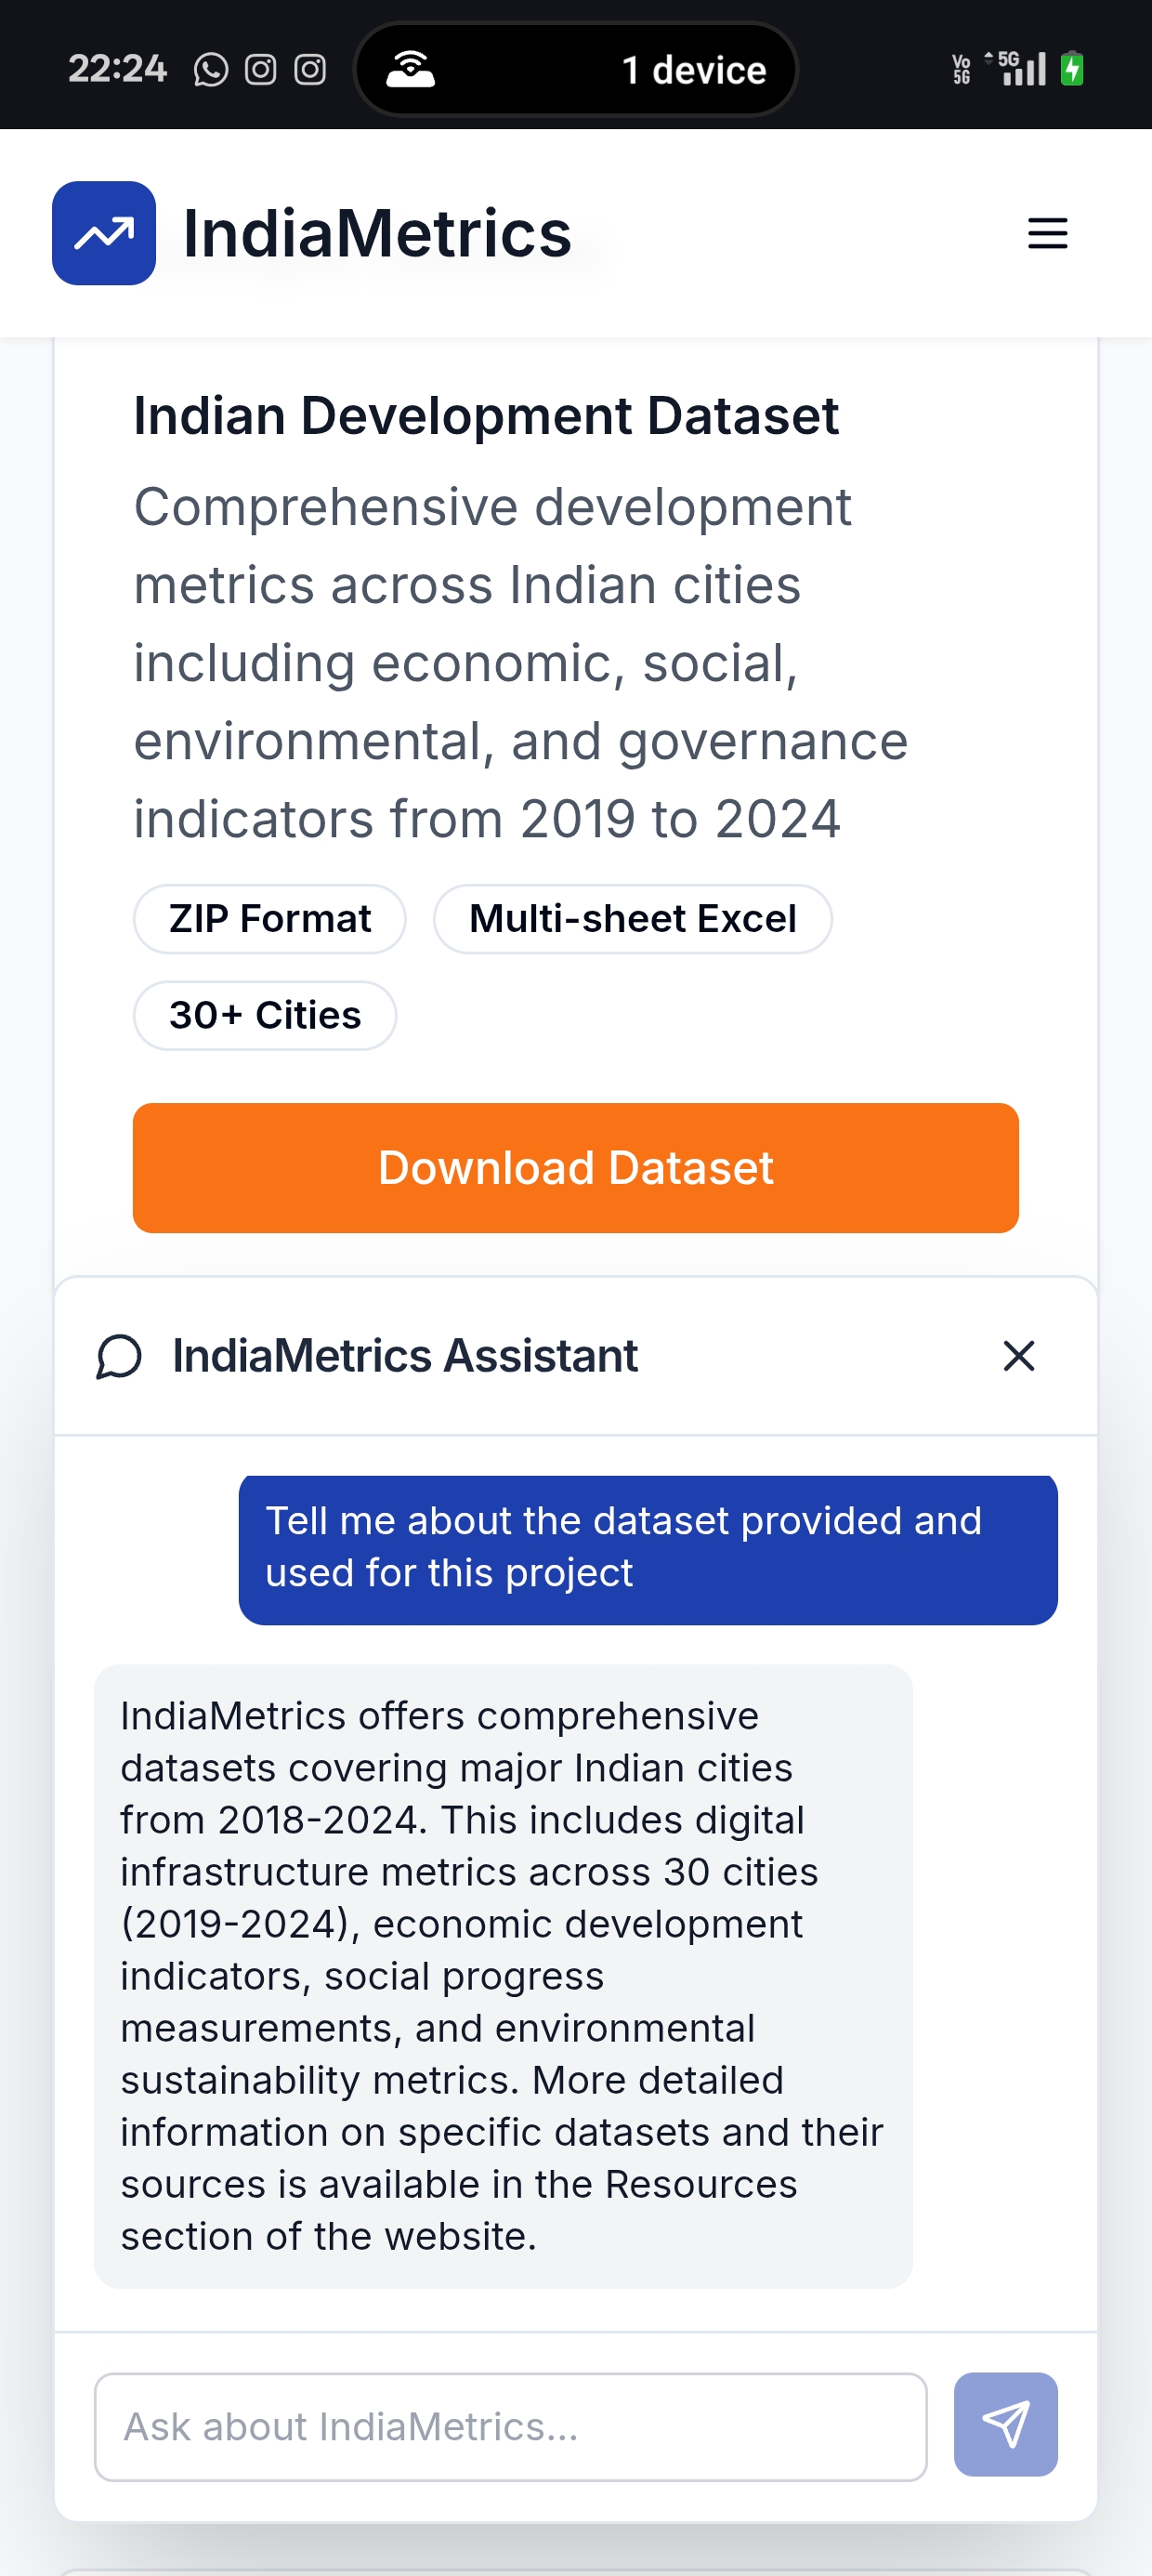 22:24
1 device
Vo
5G
5G
IndiaMetrics
Indian Development Dataset
Comprehensive development
metrics across Indian cities
including economic, social,
environmental, and governance
indicators from 2019 to 2024
ZIP Format
Multi-sheet Excel
30+ Cities
Download Dataset
IndiaMetrics Assistant
Tell me about the dataset provided and
used for this project
IndiaMetrics offers comprehensive
datasets covering major Indian cities
from 2018-2024. This includes digital
infrastructure metrics across 30 cities
(2019-2024), economic development
indicators, social progress
measurements, and environmental
sustainability metrics. More detailed
information on specific datasets and their
sources is available in the Resources
section of the website.
Ask about IndiaMetrics...